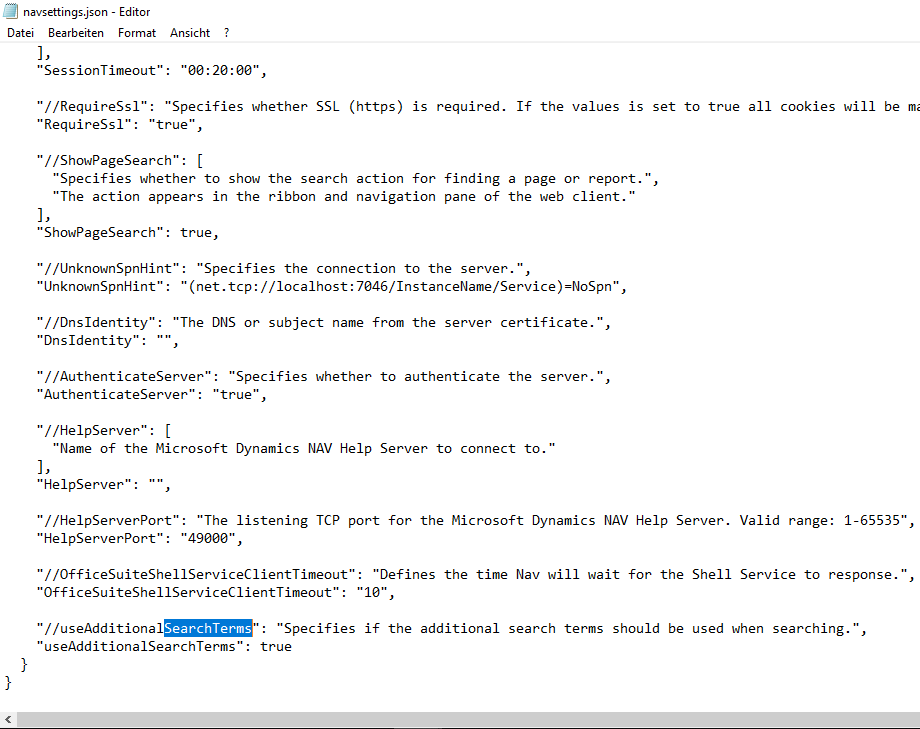 navsettings.json - Editor
Datei Bearbeiten Format Ansicht ?
],
"SessionTimeout": "00:20:00",
"//RequireSsl": "Specifies whether SSL (https) is required. If the values is set to true all cookies will be ma
"RequireSsl": "true",
"//ShowPageSearch": [
"Specifies whether to show the search action for finding a page or report.",
"The action appears in the ribbon and navigation pane of the web client."
],
"ShowPageSearch": true,
"//UnknownSpnHint": "Specifies the connection to the server.",
"UnknownSpnHint": "(net.tcp://localhost:7046/InstanceName/Service)=NoSpn",
"//DnsIdentity": "The DNS or subject name from the server certificate.",
"DnsIdentity": "",
"//AuthenticateServer": "Specifies whether to authenticate the server.",
"AuthenticateServer": "true",
"//HelpServer": [
"Name of the Microsoft Dynamics NAV Help Server to connect to."
],
"HelpServer": "",
"//HelpServerPort": "The listening TCP port for the Microsoft Dynamics NAV Help Server. Valid range: 1-65535",
"HelpServerPort": "49000",
"//OfficeSuiteShellServiceClientTimeout": "Defines the time Nav will wait for the Shell Service to response.",
"OfficeSuiteShellServiceClientTimeout": "10",
"//useAdditionalSearchTerms": "Specifies if the additional search terms should be used when searching.",
"useAdditionalSearchTerms": true
}
}